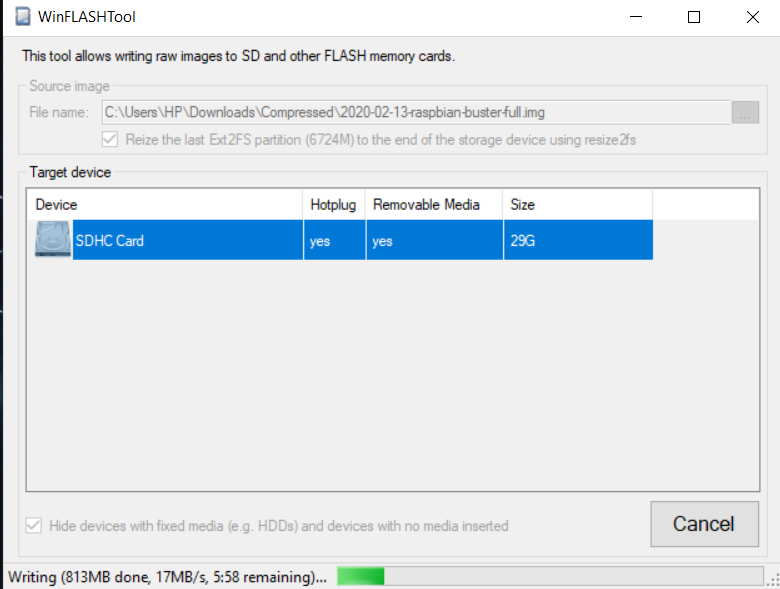 WinFLASHTool
This tool allows writing raw images to SD and other FLASH memory cards.
Source image
File name: C:\Users\HP\Downloads\Compressed\2020-02-13-raspbian-buster-full.img ...
Reize the last Ext2FS partition (6724M) to the end of the storage device using resize2fs
Target device
Device Hotplug Removable Media Size
SDHC Card yes yes 29G
Hide devices with fixed media (e.g. HDDs) and devices with no media inserted
Cancel
Writing (813MB done, 17MB/s, 5:58 remaining)...